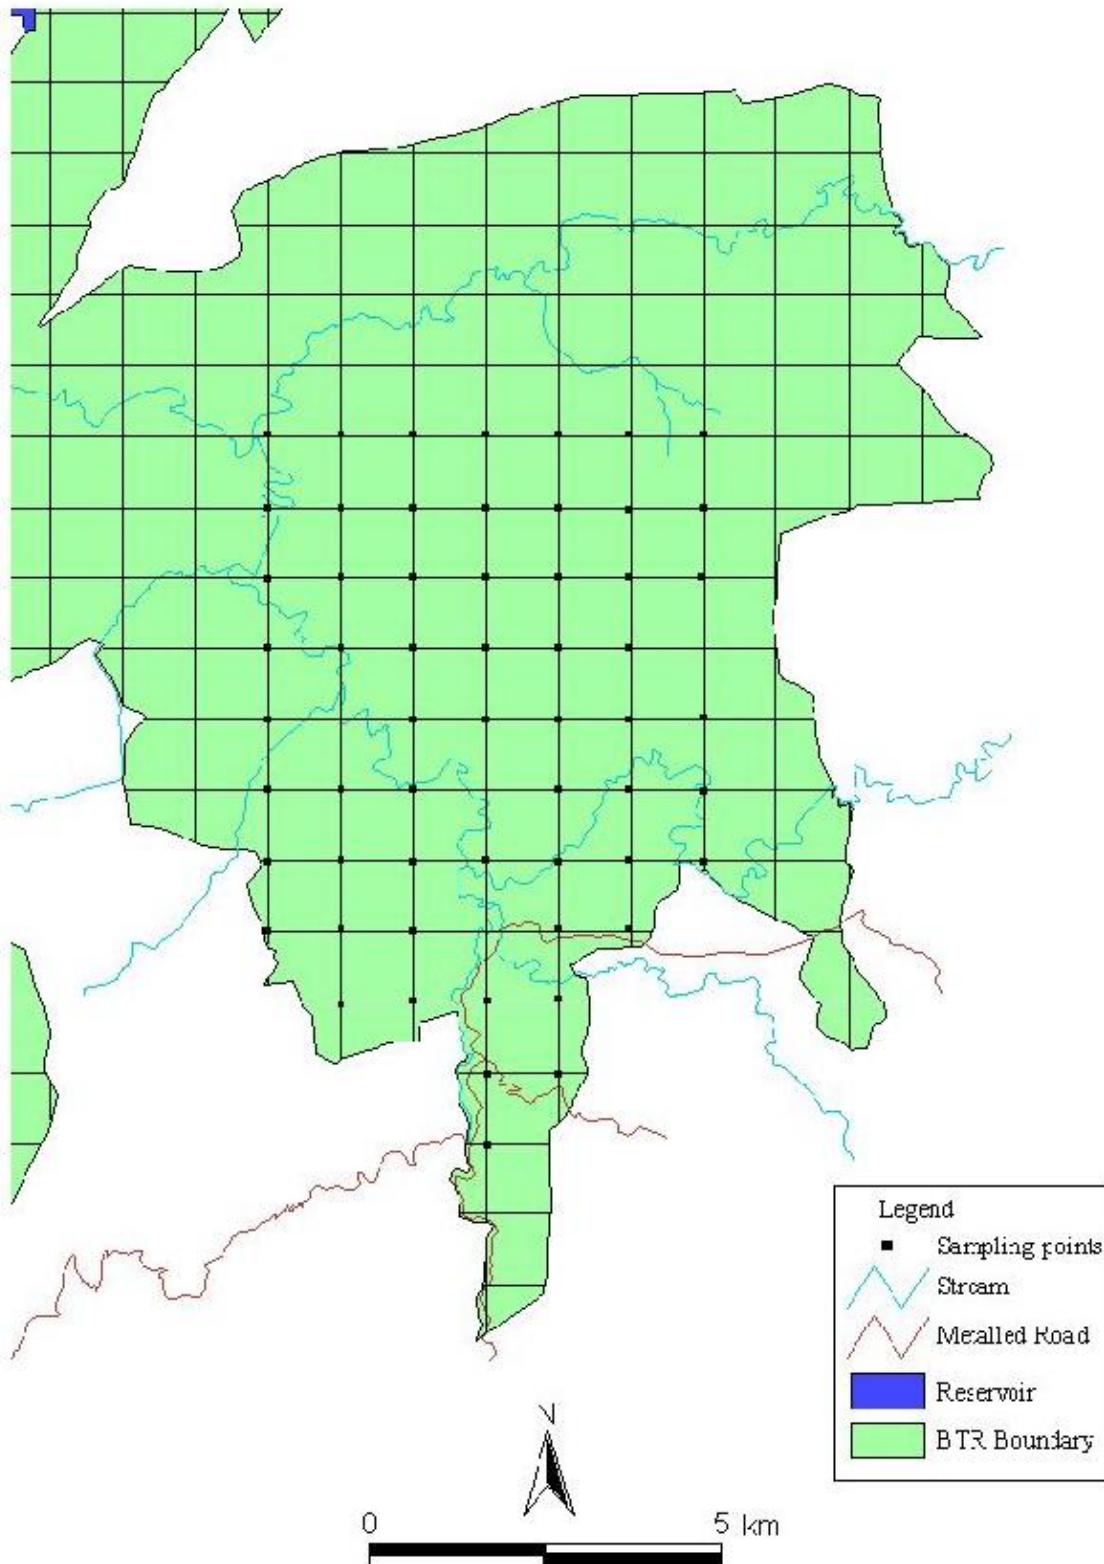 Legend
Sampling points
Stream
Metalled Road
Reservoir
BTR Boundary
N
0 5 km